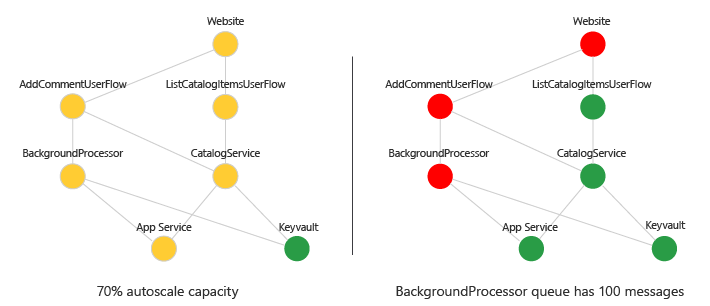 Website
AddCommentUserFlow
ListCatalogItemsUserFlow
BackgroundProcessor
CatalogService
App Service
Keyvault
70% autoscale capacity
Website
AddCommentUserFlow
ListCatalogItemsUserFlow
BackgroundProcessor
CatalogService
App Service
Keyvault
BackgroundProcessor queue has 100 messages